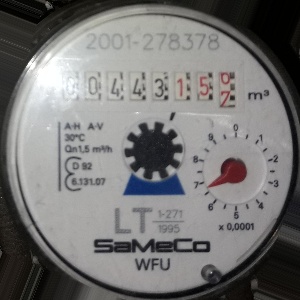 2001-278378
0 0 4 4 3 1 5 m³
A-H A-V
30°C
Qn1,5 m³/h
D 92
6.131.07
0
9 1
8 2
7 3
6 4
5
x 0,0001
LT 1-271
1995
SaMeCo
WFU